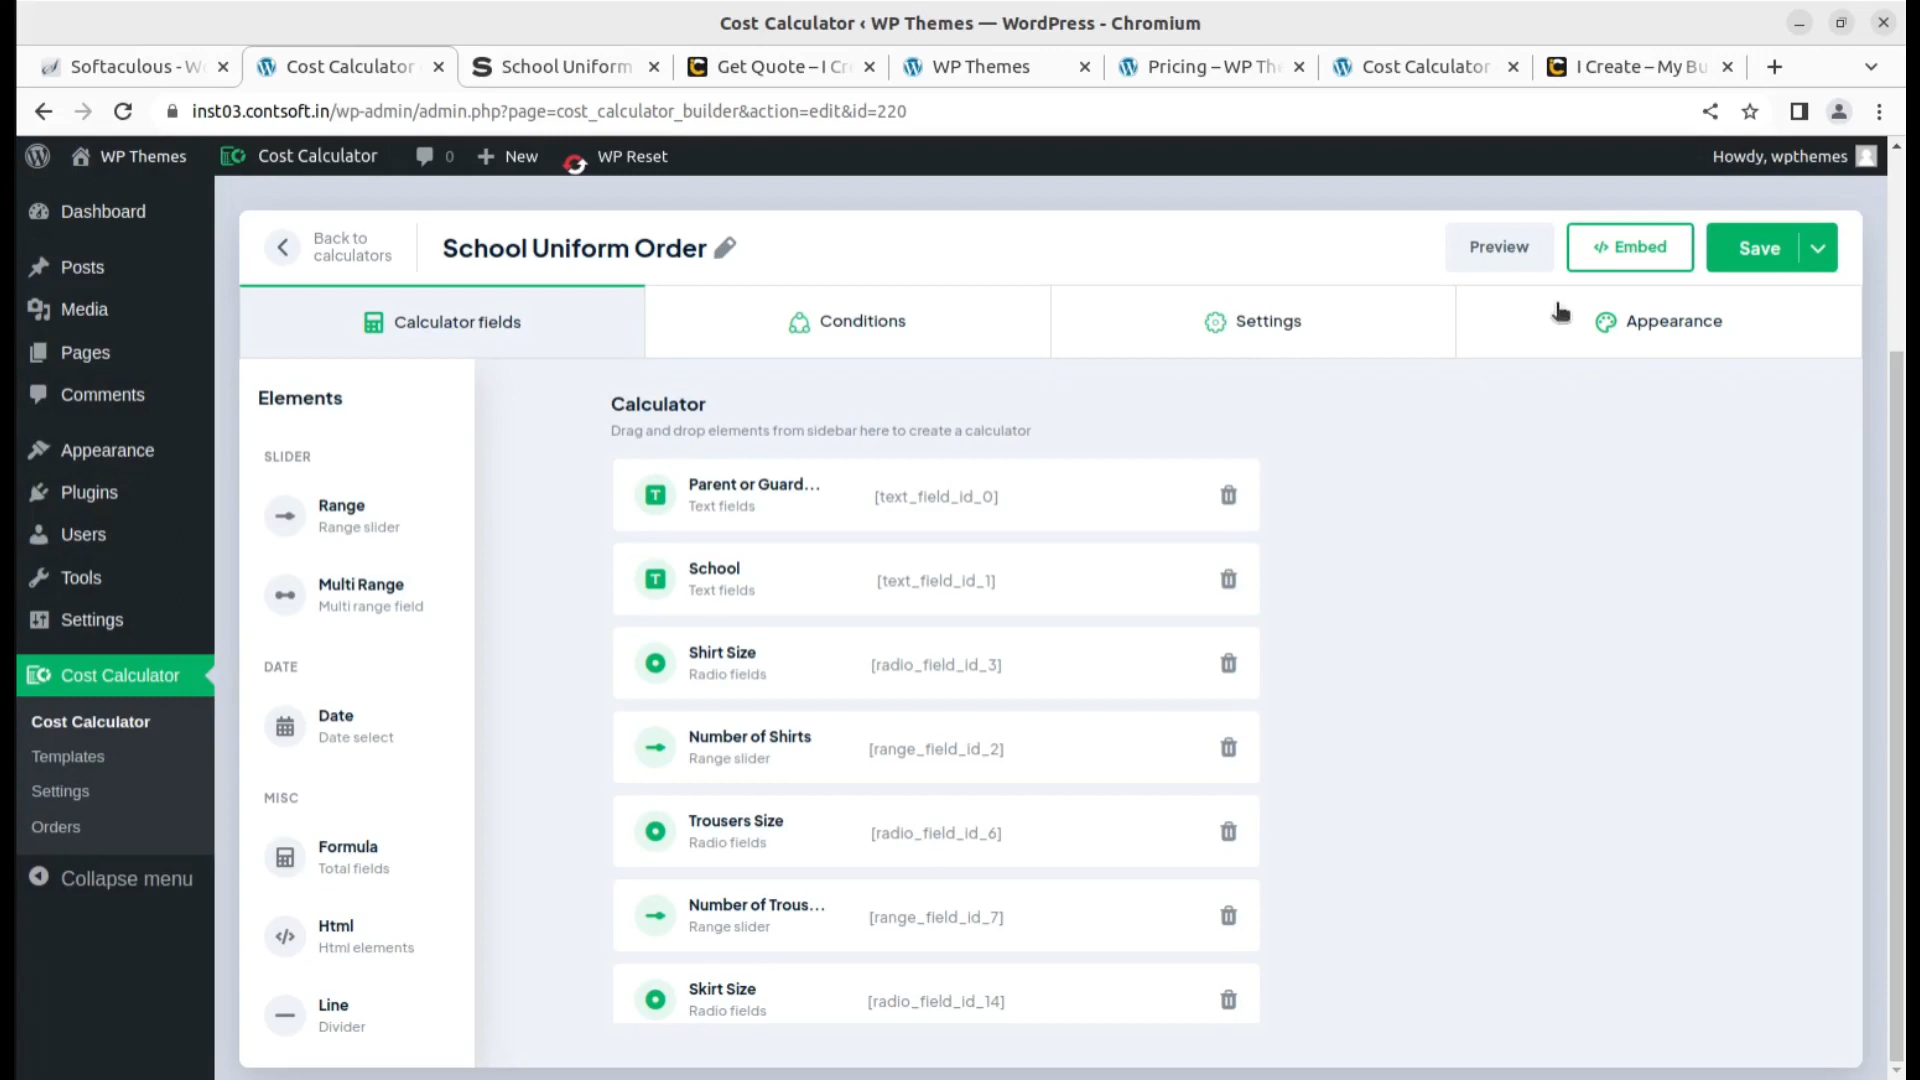 Cost Calculator ‹ WP Themes — WordPress - Chromium
Softaculous - W
Cost Calculator
School Uniform
Get Quote – I Cr
WP Themes
Pricing – WP Th
Cost Calculator
I Create – My Bu
inst03.contsoft.in/wp-admin/admin.php?page=cost_calculator_builder&action=edit&id=220
WP Themes
Cost Calculator
0
New
WP Reset
Howdy, wpthemes
Dashboard
Posts
Media
Pages
Comments
Appearance
Plugins
Users
Tools
Settings
Cost Calculator
Cost Calculator
Templates
Settings
Orders
Collapse menu
Back to
calculators
School Uniform Order
Preview
Embed
Save
Calculator fields
Conditions
Settings
Appearance
Elements
SLIDER
Range
Range slider
Multi Range
Multi range field
DATE
Date
Date select
MISC
Formula
Total fields
Html
Html elements
Line
Divider
Calculator
Drag and drop elements from sidebar here to create a calculator
Parent or Guard...
Text fields
[text_field_id_0]
School
Text fields
[text_field_id_1]
Shirt Size
Radio fields
[radio_field_id_3]
Number of Shirts
Range slider
[range_field_id_2]
Trousers Size
Radio fields
[radio_field_id_6]
Number of Trous...
Range slider
[range_field_id_7]
Skirt Size
Radio fields
[radio_field_id_14]